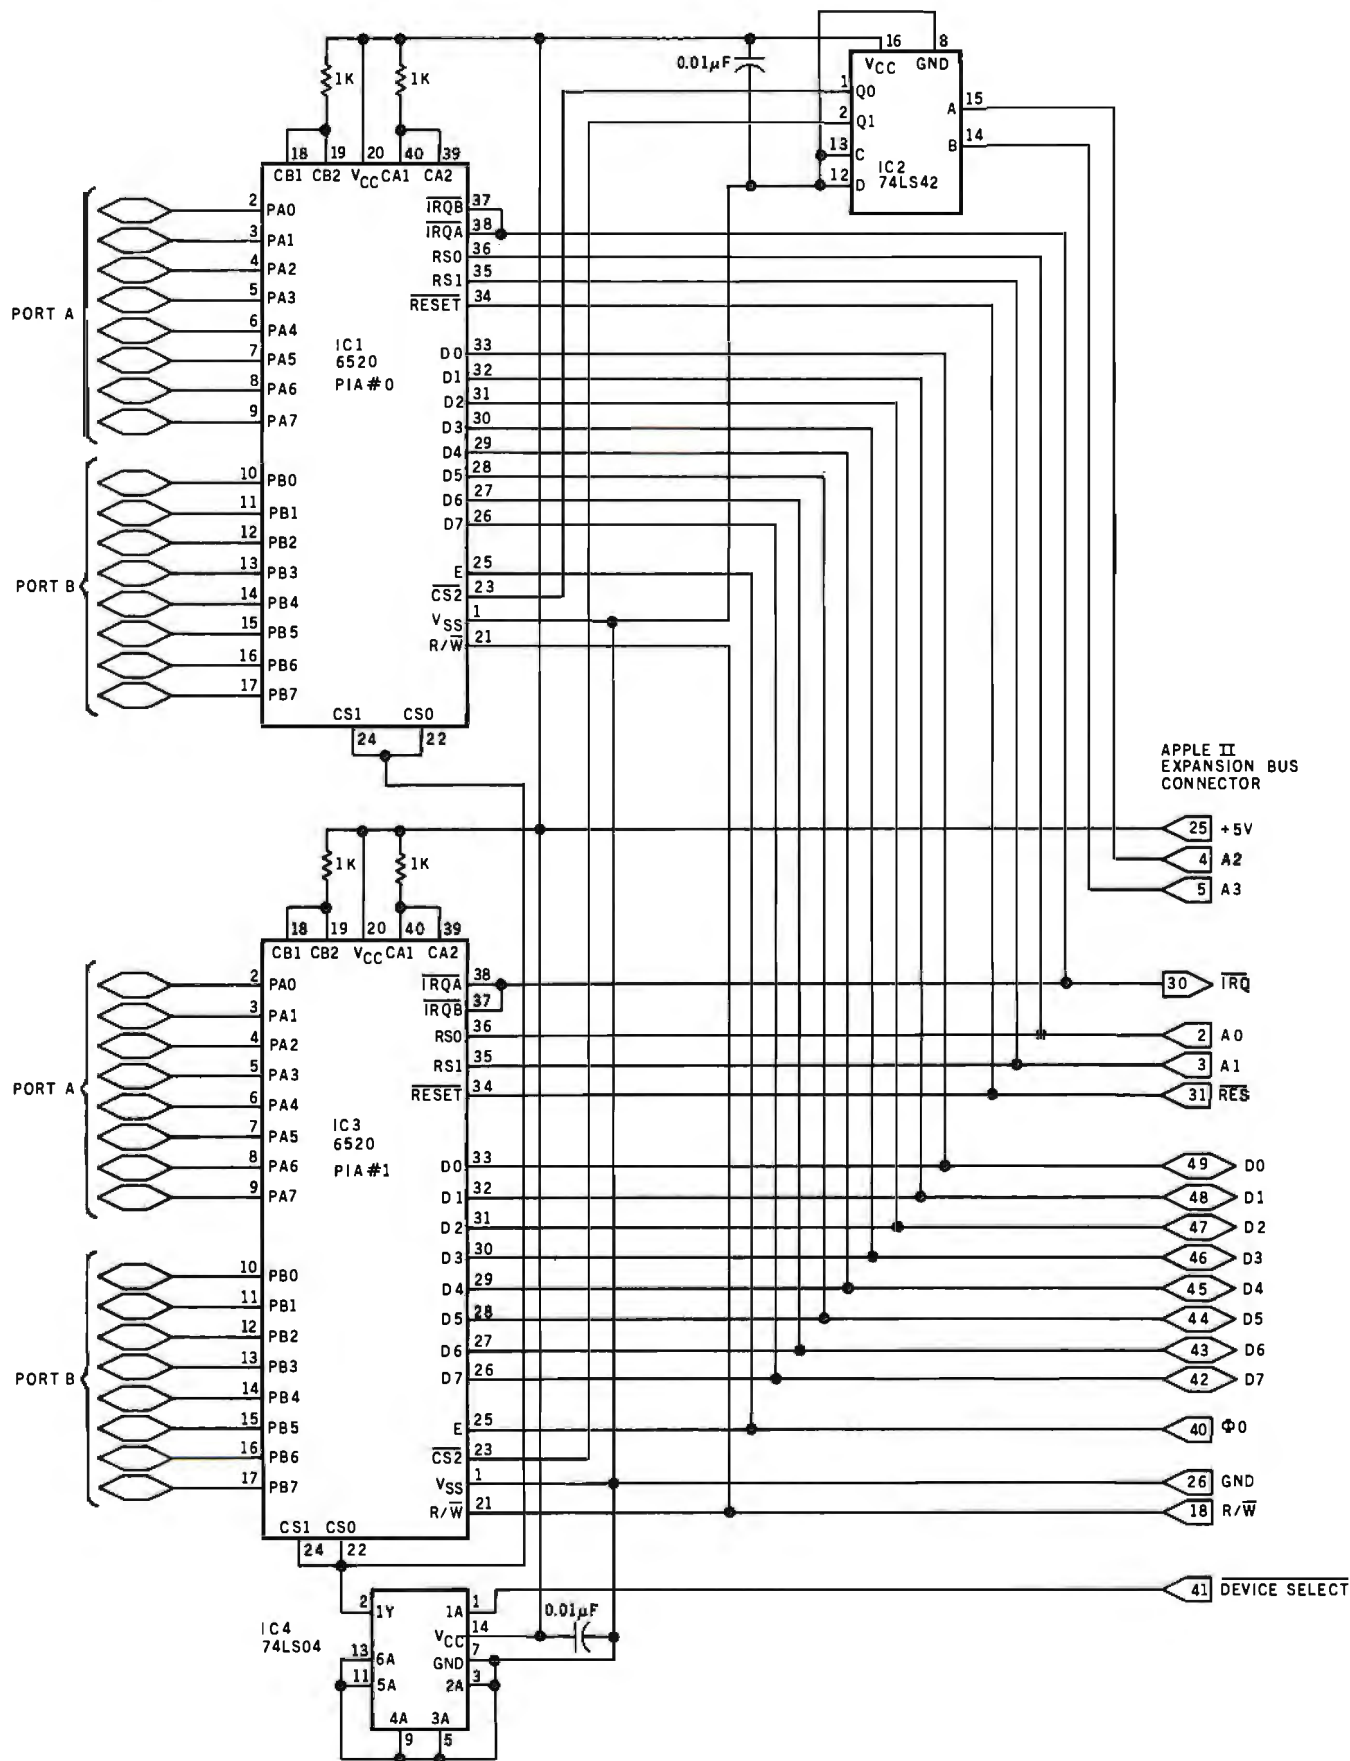 16 8
0.01µF
VCC GND
1 Q0
A 15
2 Q1
B 14
13 C
IC2
74LS42
12 D
1K 1K
18 19 20 40 39
CB1 CB2 VCC CA1 CA2
PORT A
2 PA0
3 PA1
4 PA2
5 PA3
6 PA4
7 PA5
8 PA6
9 PA7
PORT B
10 PB0
11 PB1
12 PB2
13 PB3
14 PB4
15 PB5
16 PB6
17 PB7
IC1
6520
PIA#0
IRQB 37
IRQA 38
RS0 36
RS1 35
RESET 34
D0 33
D1 32
D2 31
D3 30
D4 29
D5 28
D6 27
D7 26
E 25
CS2 23
VSS 1
R/W 21
CS1 CS0
24 22
APPLE II
EXPANSION BUS
CONNECTOR
25 +5V
4 A2
5 A3
30 IRQ
2 A0
3 A1
31 RES
49 D0
48 D1
47 D2
46 D3
45 D4
44 D5
43 D6
42 D7
40 Φ0
26 GND
18 R/W
41 DEVICE SELECT
1K 1K
18 19 20 40 39
CB1 CB2 VCC CA1 CA2
PORT A
2 PA0
3 PA1
4 PA2
5 PA3
6 PA4
7 PA5
8 PA6
9 PA7
PORT B
10 PB0
11 PB1
12 PB2
13 PB3
14 PB4
15 PB5
16 PB6
17 PB7
IC3
6520
PIA#1
IRQA 38
IRQB 37
RS0 36
RS1 35
RESET 34
D0 33
D1 32
D2 31
D3 30
D4 29
D5 28
D6 27
D7 26
E 25
CS2 23
VSS 1
R/W 21
CS1 CS0
24 22
IC4
74LS04
2 1Y
1A 1
0.01µF
VCC 14
13 6A
GND 7
11 5A
2A 3
4A 3A
9 5